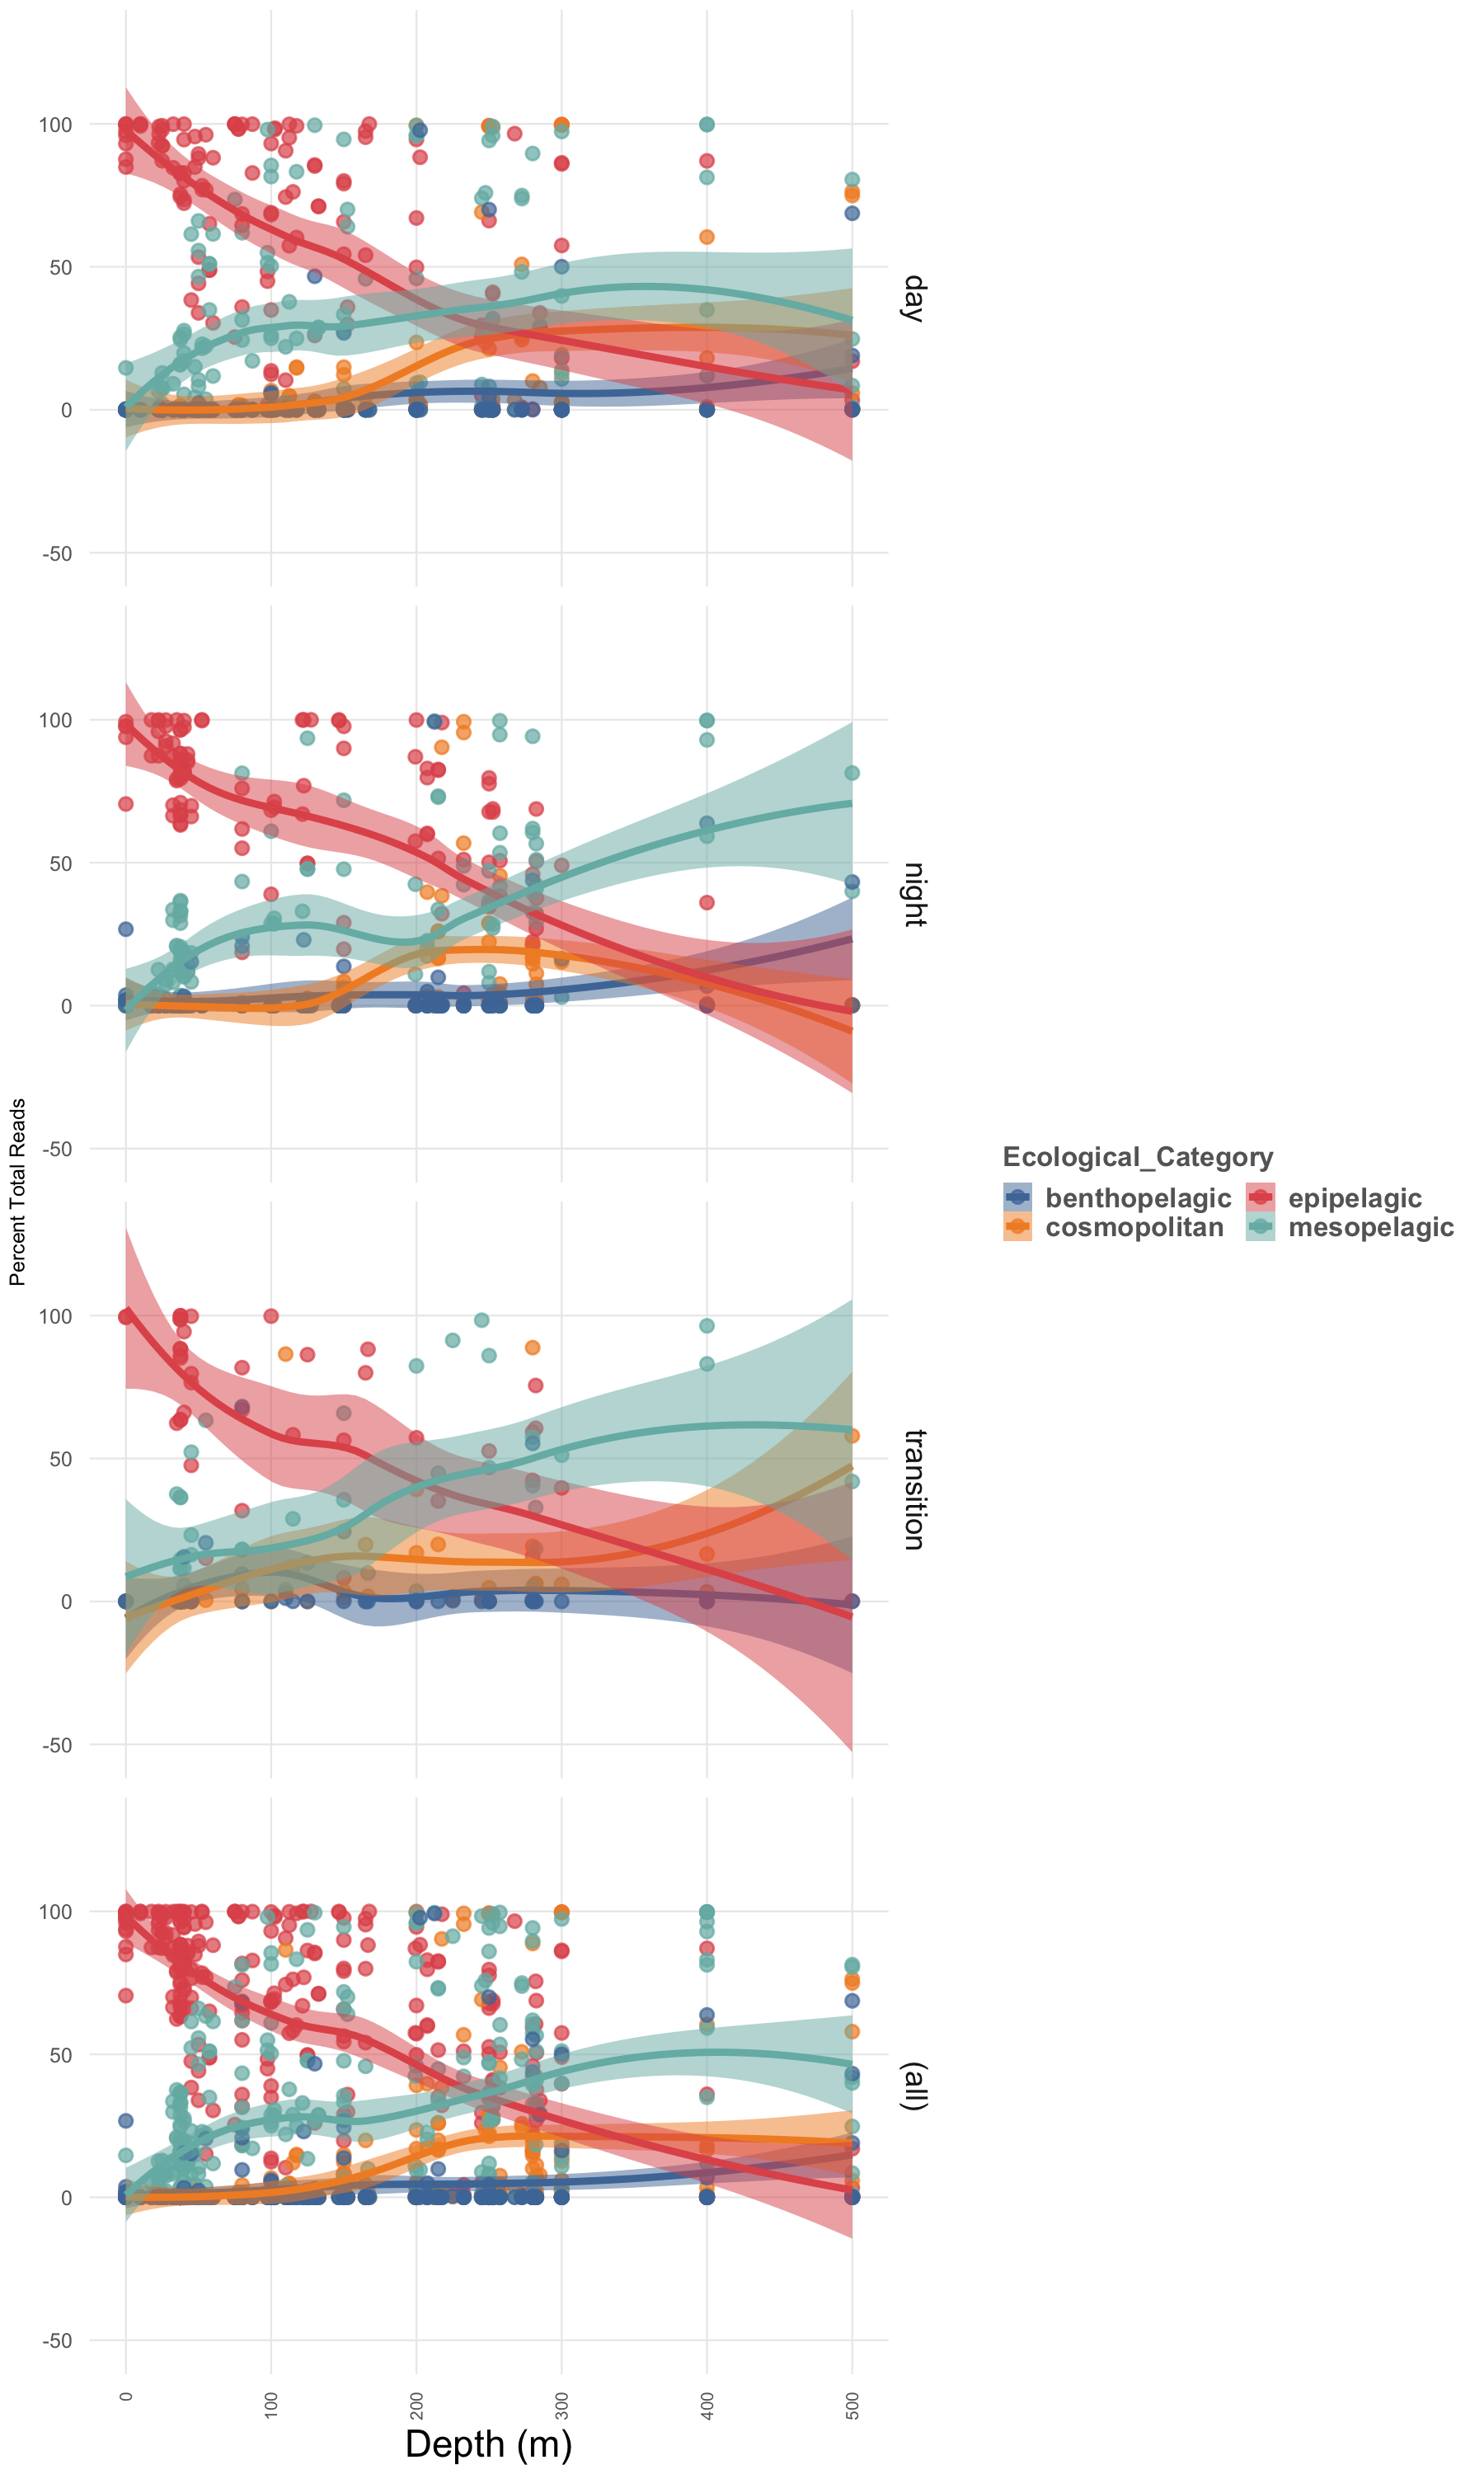 100
50
0
-50
day
100
50
0
-50
night
Percent Total Reads
Ecological_Category
benthopelagic epipelagic
cosmopolitan mesopelagic
100
50
0
-50
transition
100
50
0
-50
(all)
0 100 200 300 400 500
Depth (m)